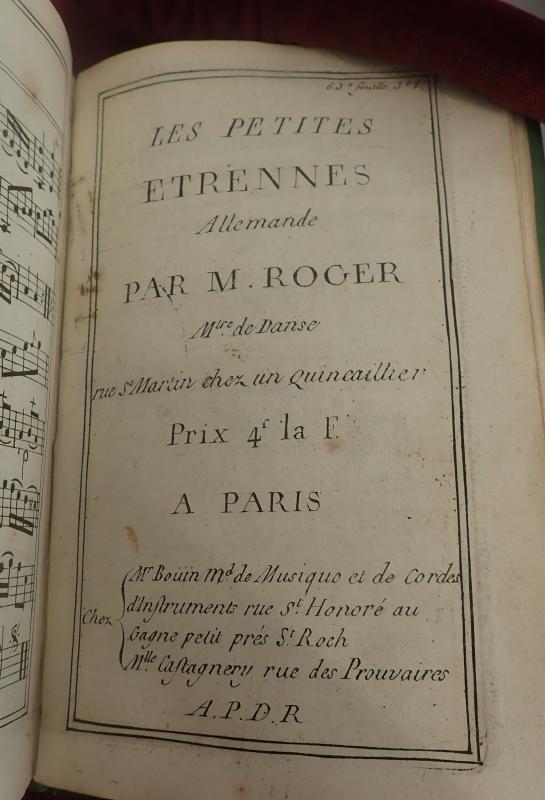 63e feuille 3e V.
LES PETITES
ETRENNES
Allemande
PAR M. ROGER
Mtre de Danse
rue St Martin chez un Quincaillier
Prix 4f la F.
A PARIS
Chez
Mr Boüin md de Musique et de Cordes
d'Instruments rue St Honoré au
Gagne petit prés St Roch
Mlle Castagnery rue des Prouvaires
A.P.D.R